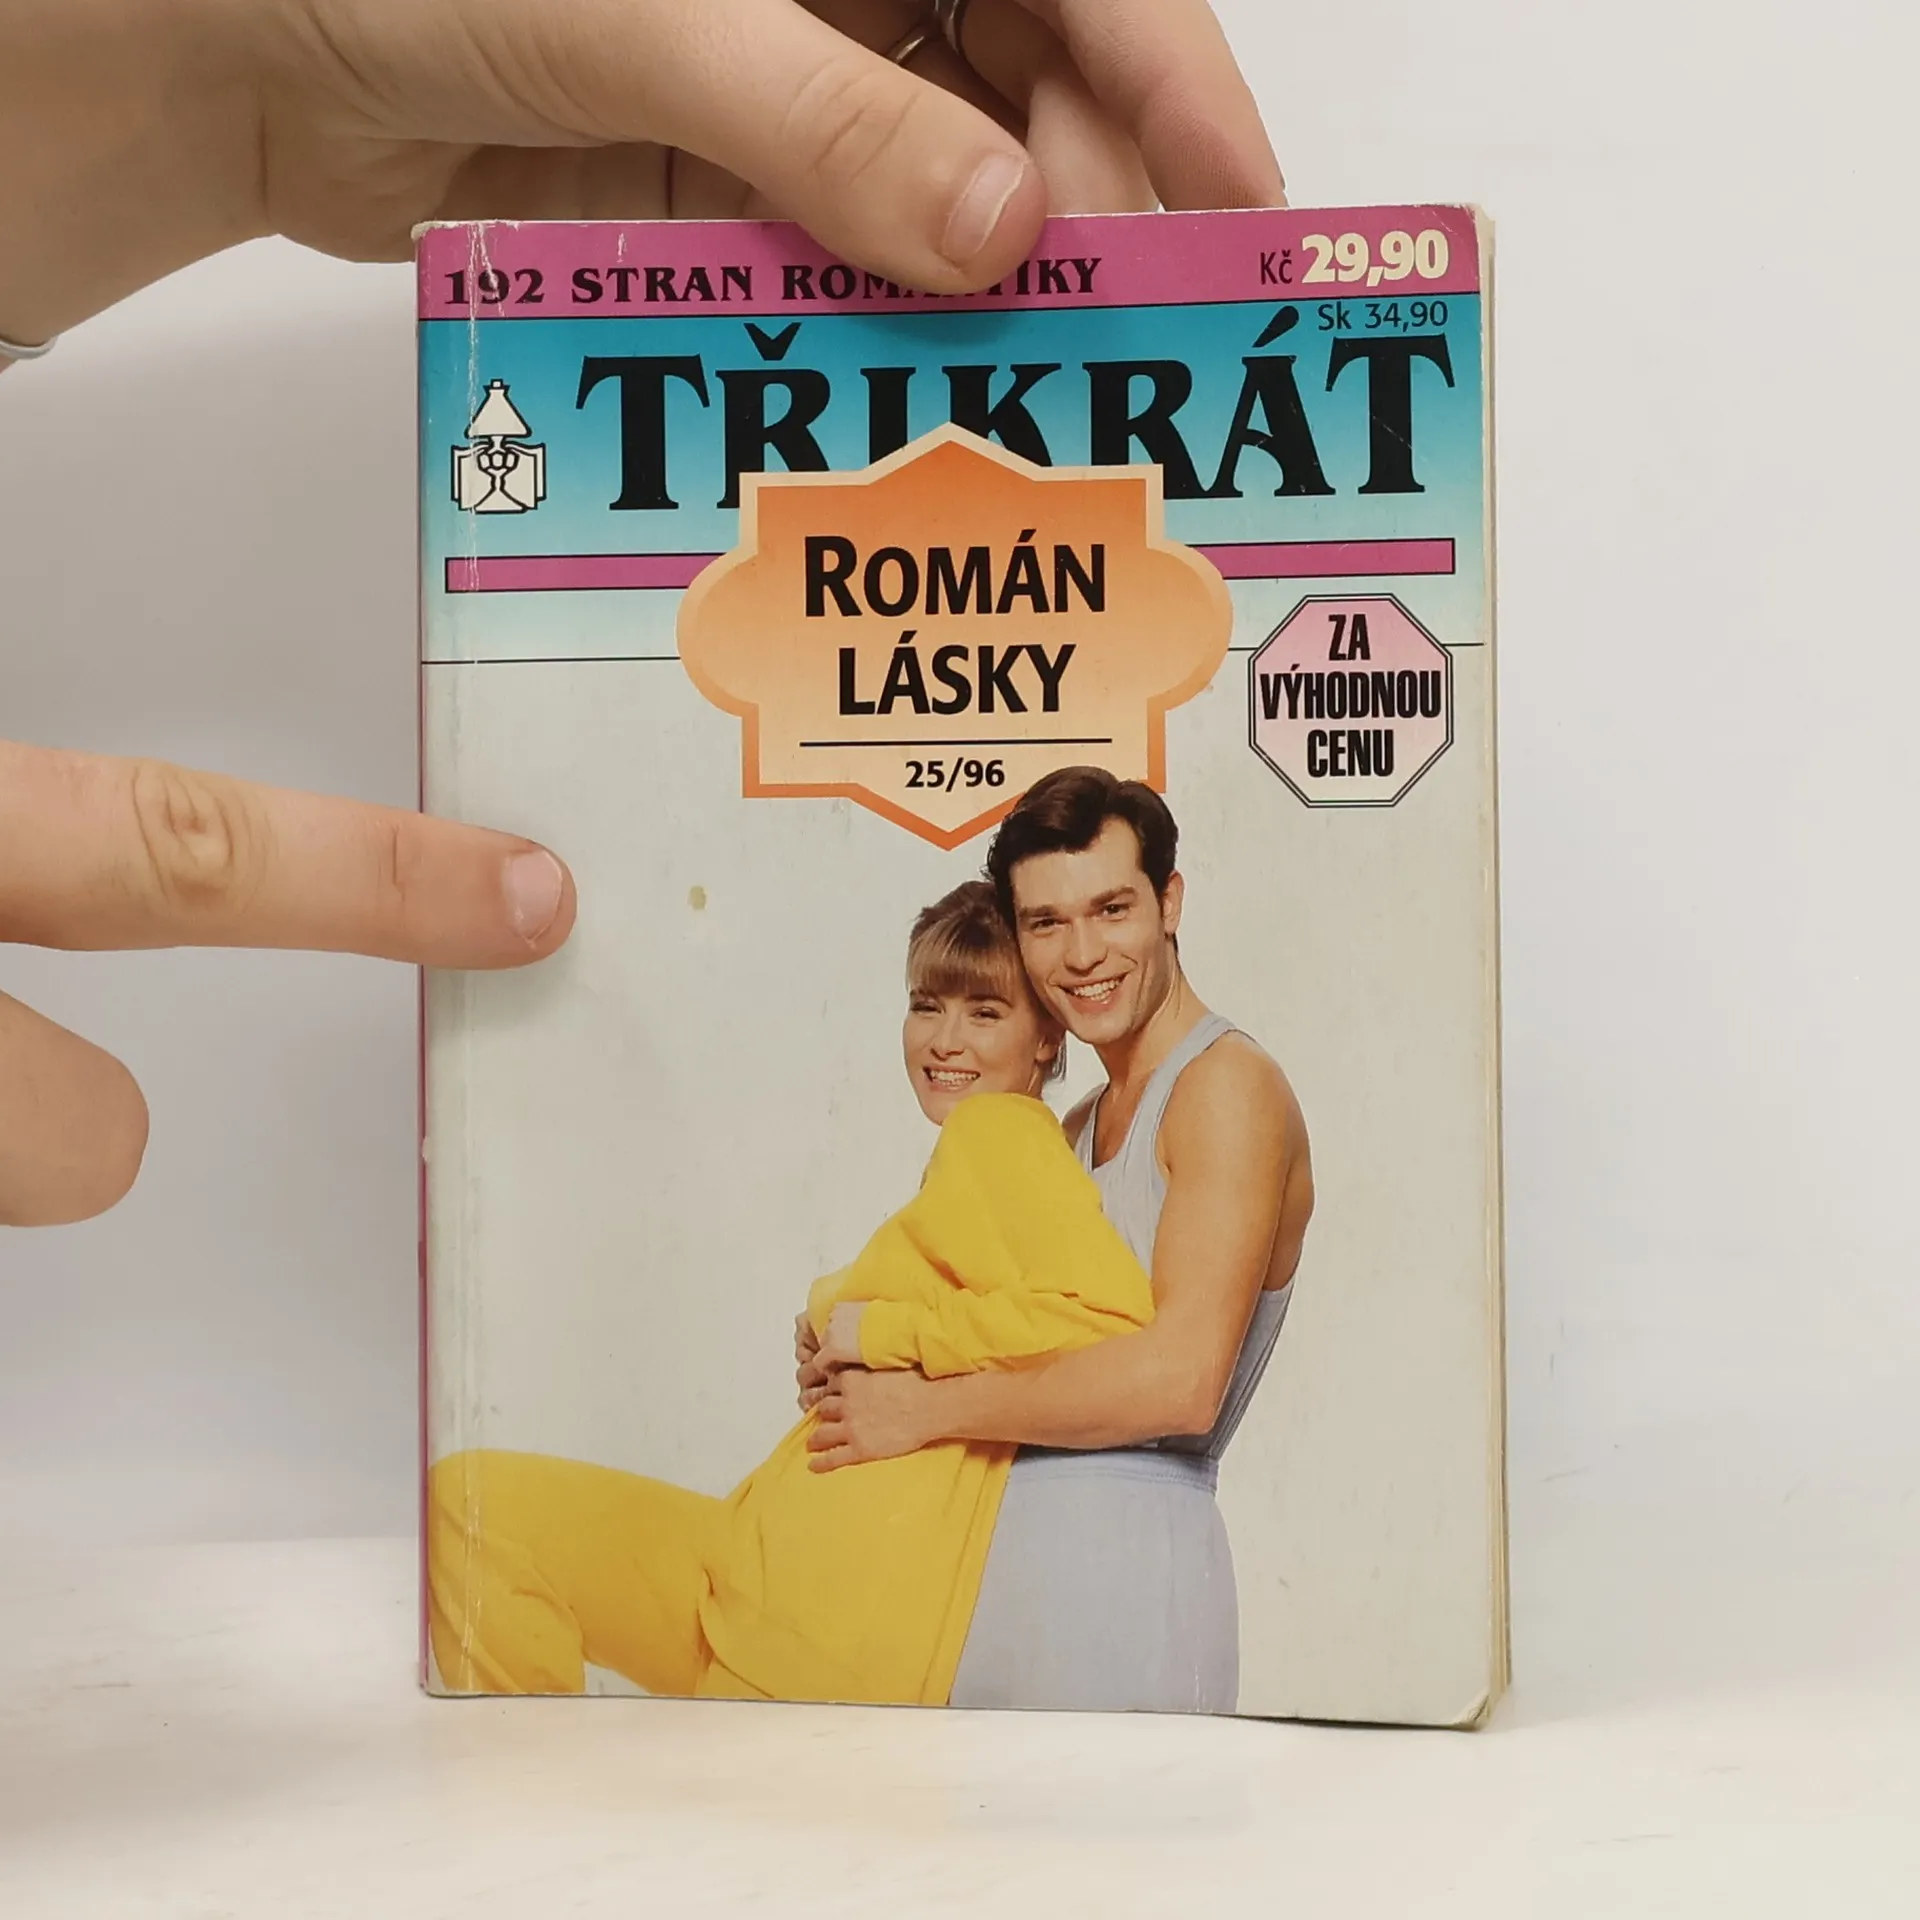 192 STRAN ROMANTIKY
Kč 29,90
Sk 34,90
TŘIKRÁT
ROMÁN
LÁSKY
25/96
ZA
VÝHODNOU
CENU